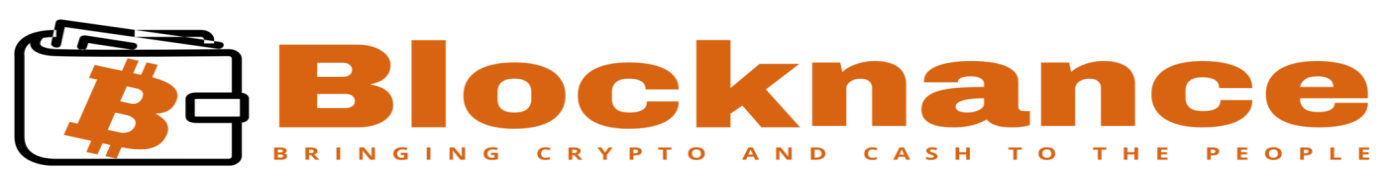 Blocknance
BRINGING CRYPTO AND CASH TO THE PEOPLE